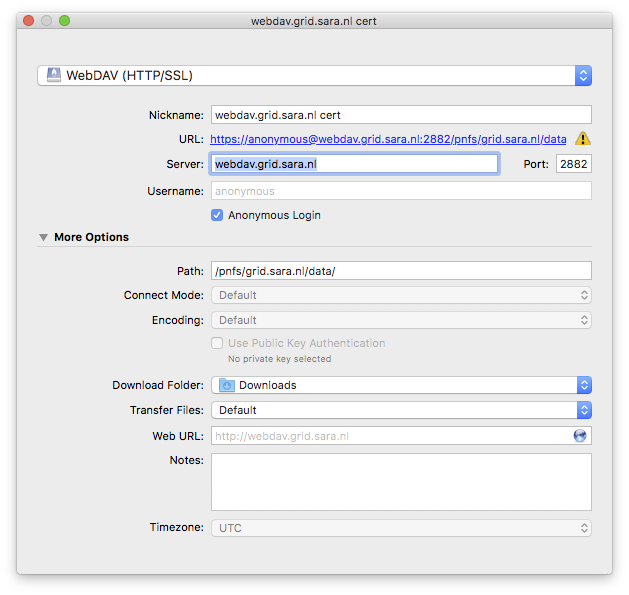 webdav.grid.sara.nl cert
WebDAV (HTTP/SSL)
Nickname: webdav.grid.sara.nl cert
URL: https://anonymous@webdav.grid.sara.nl:2882/pnfs/grid.sara.nl/data
Server: webdav.grid.sara.nl Port: 2882
Username: anonymous
Anonymous Login
More Options
Path: /pnfs/grid.sara.nl/data/
Connect Mode: Default
Encoding: Default
Use Public Key Authentication
No private key selected
Download Folder: Downloads
Transfer Files: Default
Web URL: http://webdav.grid.sara.nl
Notes:
Timezone: UTC